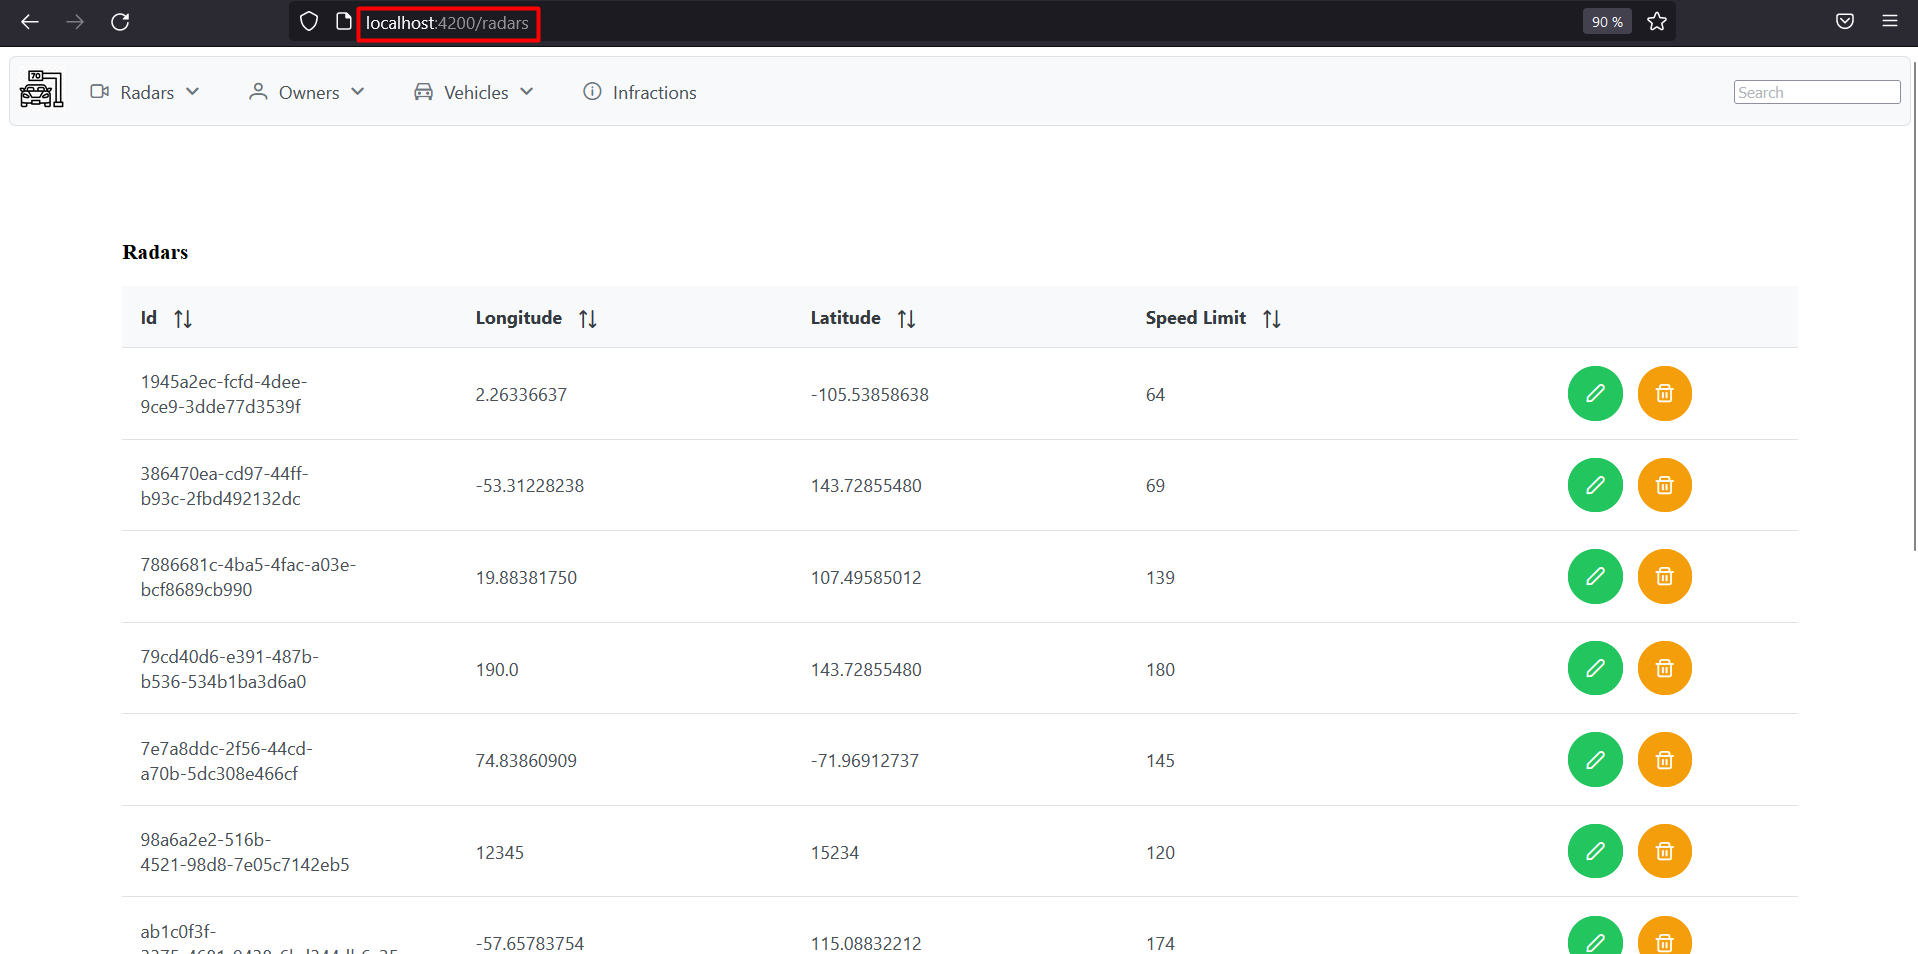 localhost:4200/radars
90 %
70
Radars
Owners
Vehicles
Infractions
Search
Radars
Id
Longitude
Latitude
Speed Limit
1945a2ec-fcfd-4dee-
9ce9-3dde77d3539f
2.26336637
-105.53858638
64
386470ea-cd97-44ff-
b93c-2fbd492132dc
-53.31228238
143.72855480
69
7886681c-4ba5-4fac-a03e-
bcf8689cb990
19.88381750
107.49585012
139
79cd40d6-e391-487b-
b536-534b1ba3d6a0
190.0
143.72855480
180
7e7a8ddc-2f56-44cd-
a70b-5dc308e466cf
74.83860909
-71.96912737
145
98a6a2e2-516b-
4521-98d8-7e05c7142eb5
12345
15234
120
ab1c0f3f-
-57.65783754
115.08832212
174